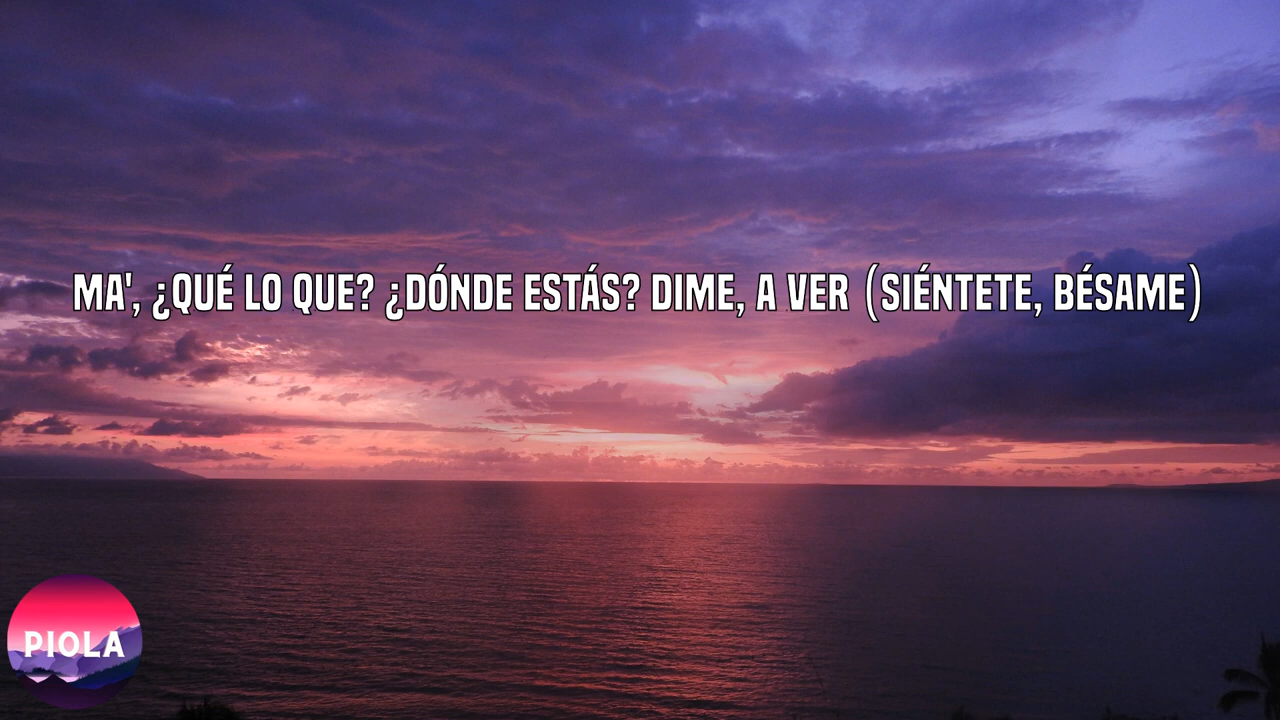 MA', ¿QUÉ LO QUE? ¿DÓNDE ESTÁS? DIME, A VER (SIÉNTETE, BÉSAME)
PIOLA